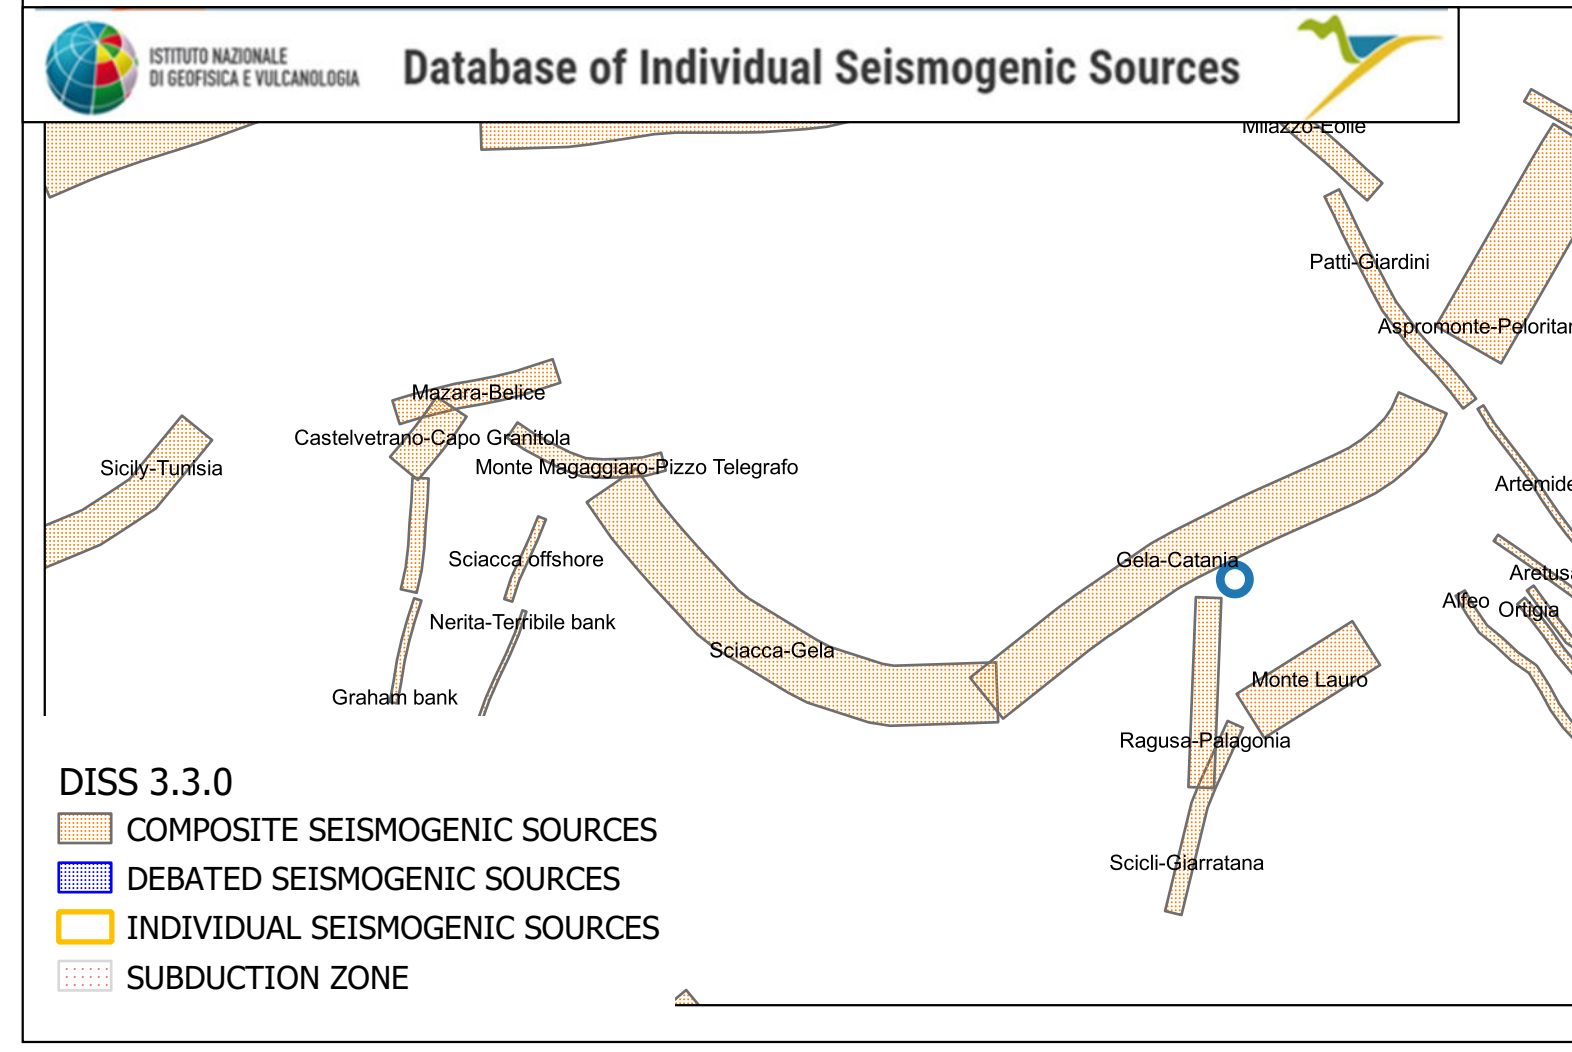 ISTITUTO NAZIONALE
DI GEOFISICA E VULCANOLOGIA
Database of Individual Seismogenic Sources
Milazzo-Eolie
Patti-Giardini
Aspromonte-Peloritan
Mazara-Belice
Castelvetrano-Capo Granitola
Sicily-Tunisia
Monte Magaggiaro-Pizzo Telegrafo
Artemide
Sciacca offshore
Gela-Catania
Aretusa
Alfeo
Ortigia
Nerita-Terribile bank
Sciacca-Gela
Monte Lauro
Graham bank
Ragusa-Palagonia
Scicli-Giarratana
DISS 3.3.0
COMPOSITE SEISMOGENIC SOURCES
DEBATED SEISMOGENIC SOURCES
INDIVIDUAL SEISMOGENIC SOURCES
SUBDUCTION ZONE